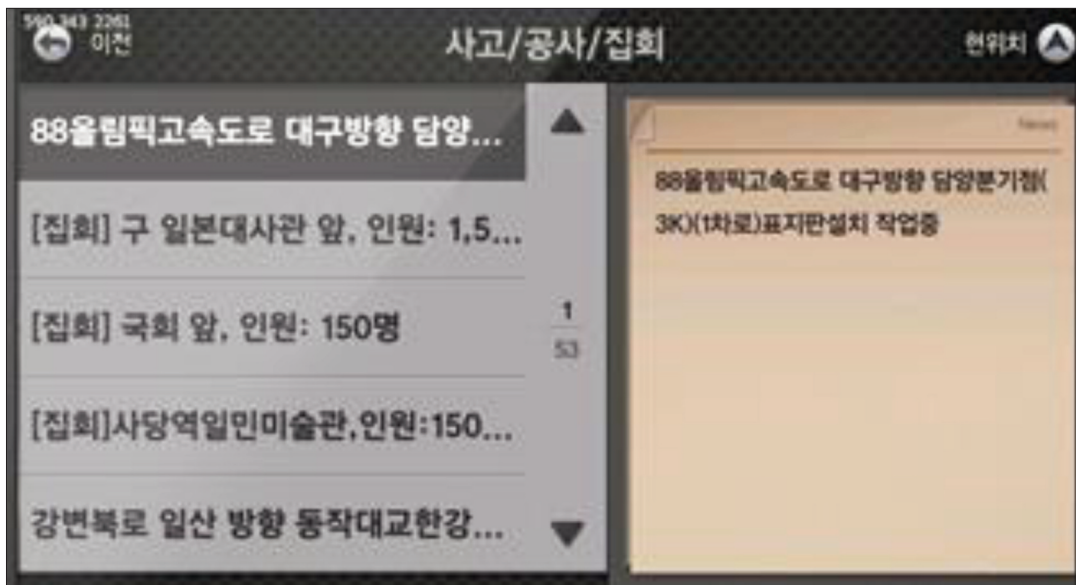 590 343 2261
이전
사고/공사/집회
현위치
88올림픽고속도로 대구방향 담양...
[집회] 구 일본대사관 앞, 인원: 1,5...
[집회] 국회 앞, 인원: 150명
[집회]사당역일민미술관,인원:150...
강변북로 일산 방향 동작대교한강...
1
53
News
88올림픽고속도로 대구방향 담양분기점(
3K)(1차로)표지판설치 작업중